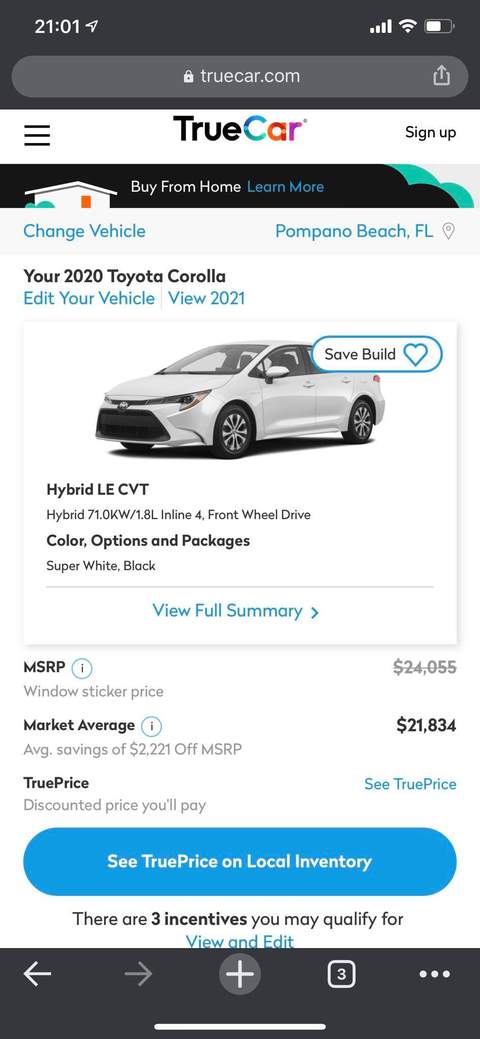 21:01
truecar.com
TrueCar
Sign up
Buy From Home Learn More
Change Vehicle
Pompano Beach, FL
Your 2020 Toyota Corolla
Edit Your Vehicle View 2021
Save Build
Hybrid LE CVT
Hybrid 71.0KW/1.8L Inline 4, Front Wheel Drive
Color, Options and Packages
Super White, Black
View Full Summary
MSRP i $24,055
Window sticker price
Market Average i $21,834
Avg. savings of $2,221 Off MSRP
TruePrice See TruePrice
Discounted price you'll pay
See TruePrice on Local Inventory
There are 3 incentives you may qualify for
View and Edit
3